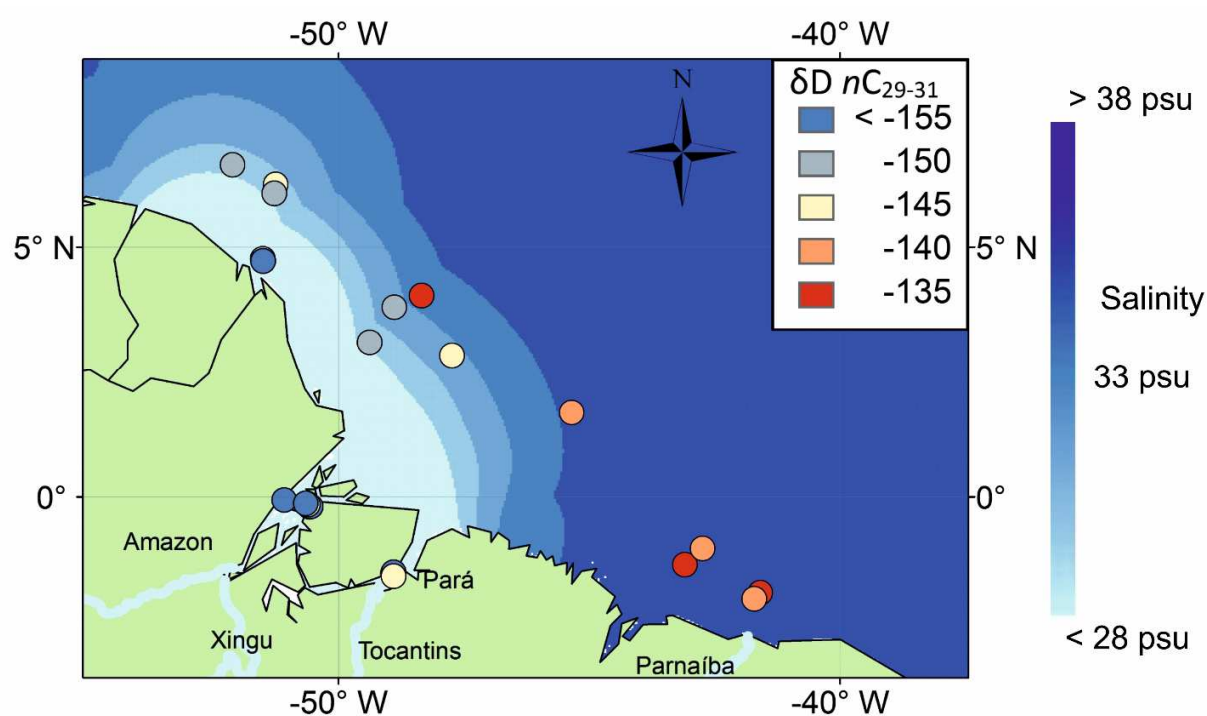 -50° W
-40° W
N
δD nC29-31
< -155
-150
-145
-140
-135
> 38 psu
5° N
5° N
Salinity
33 psu
0°
0°
Amazon
Pará
Xingu
Tocantins
Parnaíba
< 28 psu
-50° W
-40° W